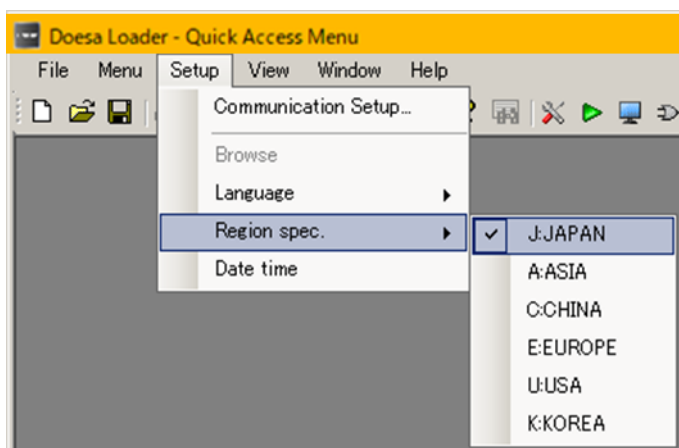 Doesa Loader - Quick Access Menu
File Menu Setup View Window Help
Communication Setup...
Browse
Language
Region spec.
Date time
J:JAPAN
A:ASIA
C:CHINA
E:EUROPE
U:USA
K:KOREA